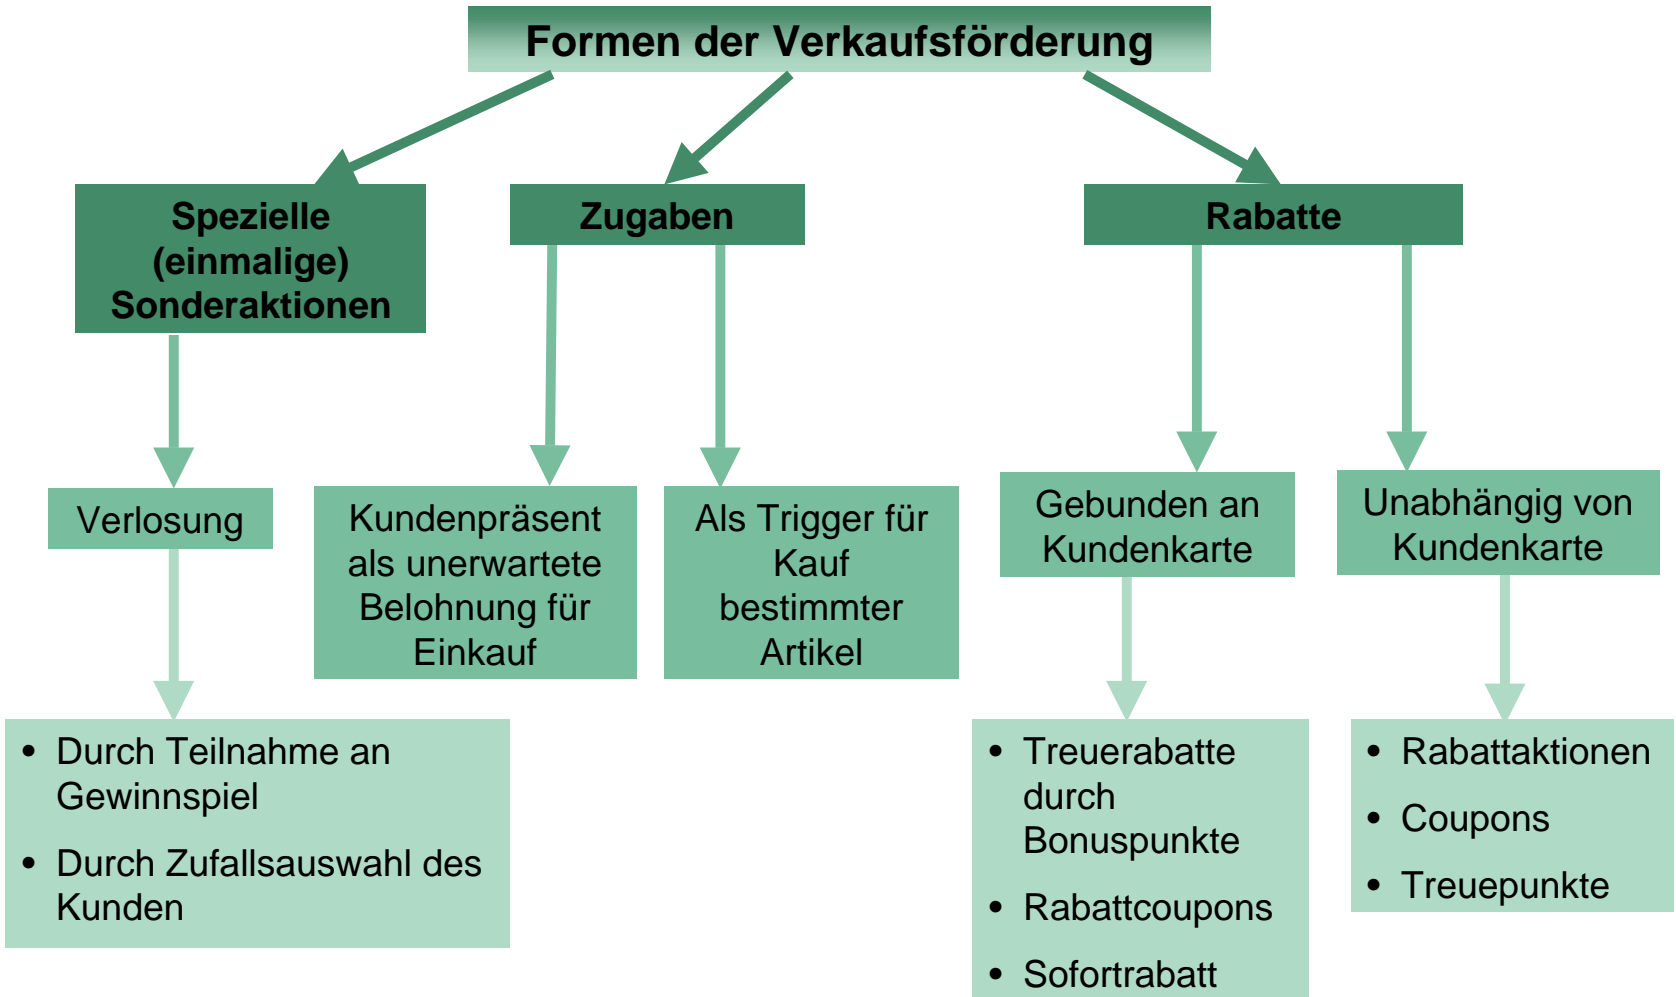 Formen der Verkaufsförderung
Spezielle
(einmalige)
Sonderaktionen
Zugaben
Rabatte
Verlosung
Kundenpräsent
als unerwartete
Belohnung für
Einkauf
Als Trigger für
Kauf
bestimmter
Artikel
Gebunden an
Kundenkarte
Unabhängig von
Kundenkarte
• Durch Teilnahme an
Gewinnspiel
• Durch Zufallsauswahl des
Kunden
• Treuerabatte
durch
Bonuspunkte
• Rabattcoupons
• Sofortrabatt
• Rabattaktionen
• Coupons
• Treuepunkte